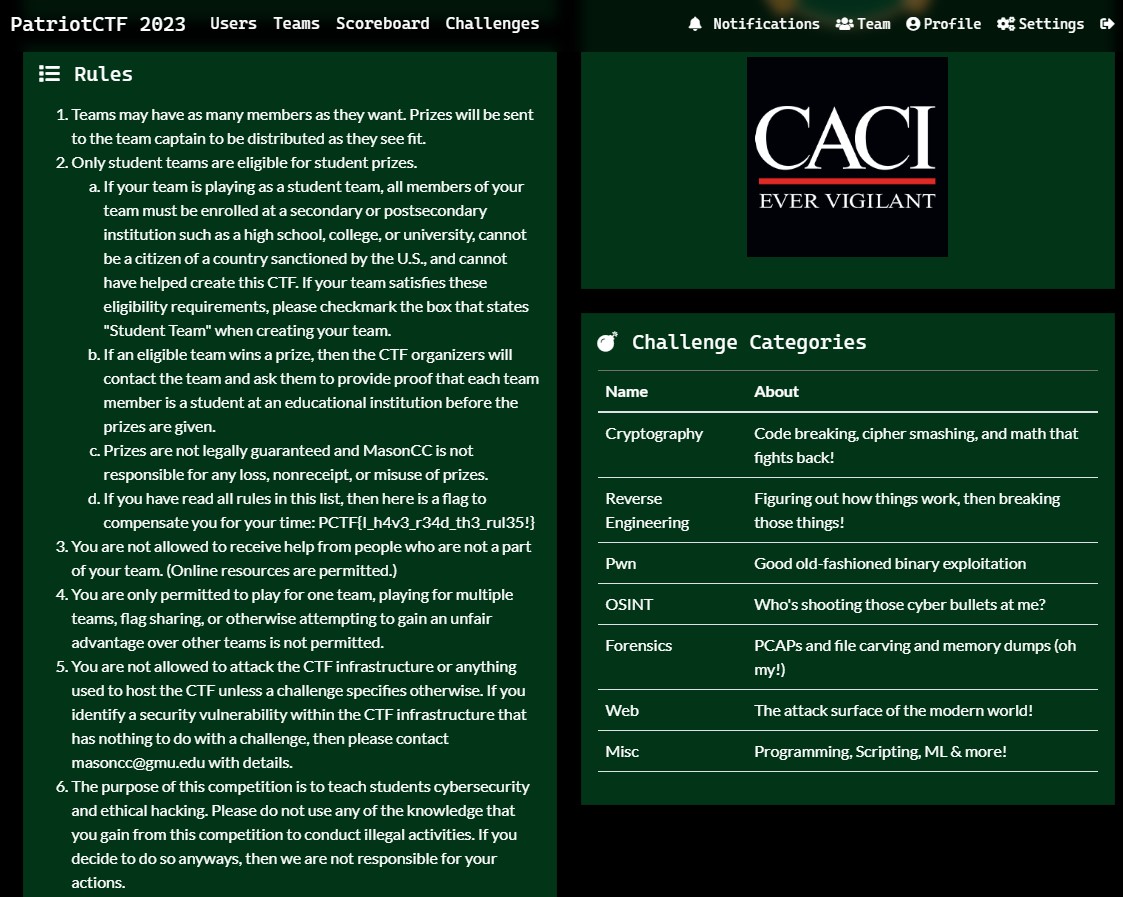 PatriotCTF 2023 Users Teams Scoreboard Challenges Notifications Team Profile Settings
Rules
1. Teams may have as many members as they want. Prizes will be sent
to the team captain to be distributed as they see fit.
2. Only student teams are eligible for student prizes.
a. If your team is playing as a student team, all members of your
team must be enrolled at a secondary or postsecondary
institution such as a high school, college, or university, cannot
be a citizen of a country sanctioned by the U.S., and cannot
have helped create this CTF. If your team satisfies these
eligibility requirements, please checkmark the box that states
"Student Team" when creating your team.
b. If an eligible team wins a prize, then the CTF organizers will
contact the team and ask them to provide proof that each team
member is a student at an educational institution before the
prizes are given.
c. Prizes are not legally guaranteed and MasonCC is not
responsible for any loss, nonreceipt, or misuse of prizes.
d. If you have read all rules in this list, then here is a flag to
compensate you for your time: PCTF{I_h4v3_r34d_th3_rul35!}
3. You are not allowed to receive help from people who are not a part
of your team. (Online resources are permitted.)
4. You are only permitted to play for one team, playing for multiple
teams, flag sharing, or otherwise attempting to gain an unfair
advantage over other teams is not permitted.
5. You are not allowed to attack the CTF infrastructure or anything
used to host the CTF unless a challenge specifies otherwise. If you
identify a security vulnerability within the CTF infrastructure that
has nothing to do with a challenge, then please contact
masoncc@gmu.edu with details.
6. The purpose of this competition is to teach students cybersecurity
and ethical hacking. Please do not use any of the knowledge that
you gain from this competition to conduct illegal activities. If you
decide to do so anyways, then we are not responsible for your
actions.
CACI
EVER VIGILANT
Challenge Categories
Name About
Cryptography Code breaking, cipher smashing, and math that
fights back!
Reverse Figuring out how things work, then breaking
Engineering those things!
Pwn Good old-fashioned binary exploitation
OSINT Who's shooting those cyber bullets at me?
Forensics PCAPs and file carving and memory dumps (oh
my!)
Web The attack surface of the modern world!
Misc Programming, Scripting, ML & more!